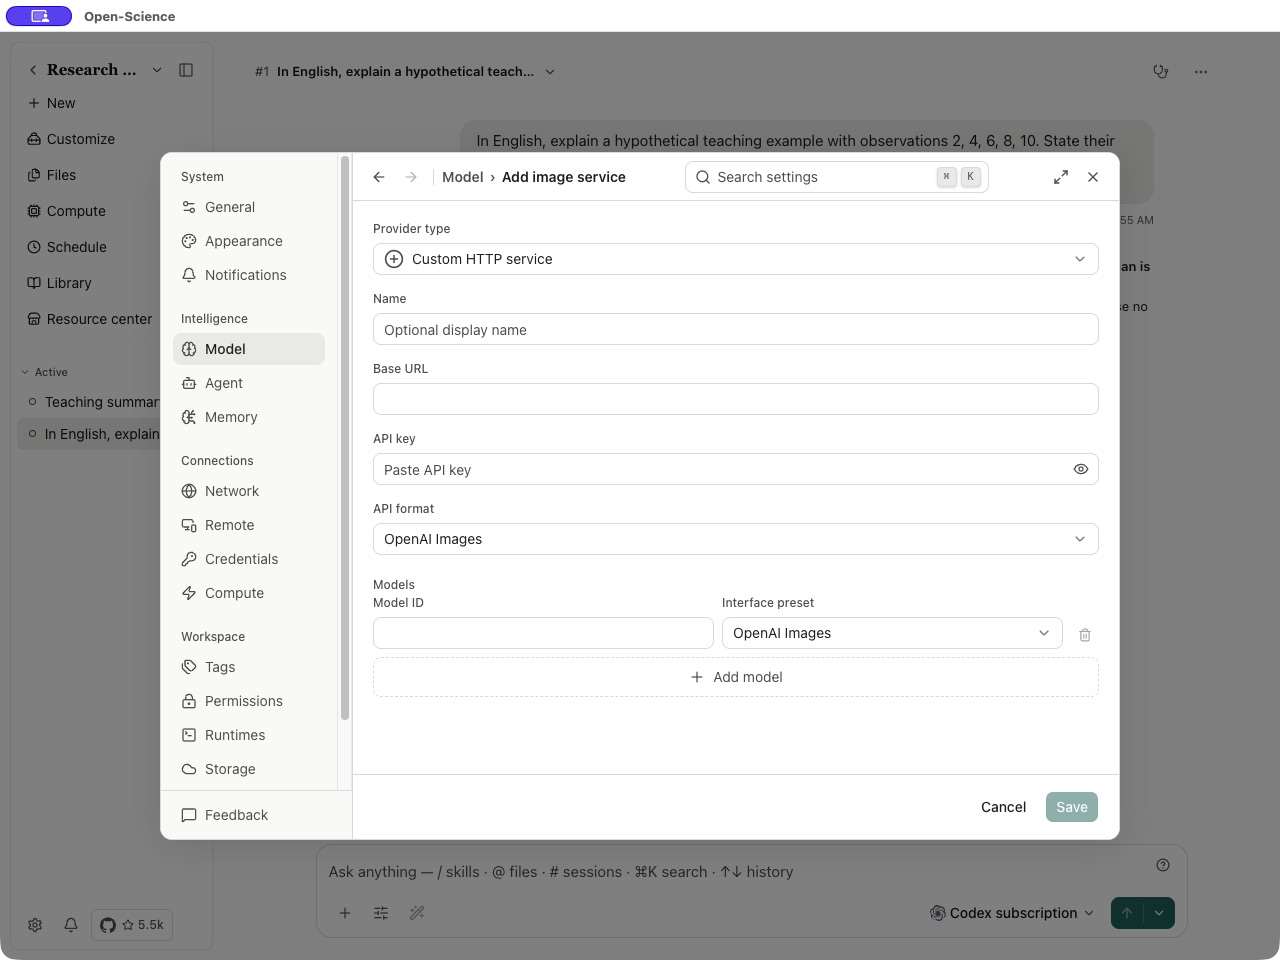 Open-Science
Research ...
New
Customize
Files
Compute
Schedule
Library
Resource center
Active
Teaching summar
In English, explain
5.5k
#1 In English, explain a hypothetical teach...
In English, explain a hypothetical teaching example with observations 2, 4, 6, 8, 10. State their
55 AM
an is
e no
System
General
Appearance
Notifications
Intelligence
Model
Agent
Memory
Connections
Network
Remote
Credentials
Compute
Workspace
Tags
Permissions
Runtimes
Storage
Feedback
Model › Add image service
Search settings
⌘ K
Provider type
Custom HTTP service
Name
Optional display name
Base URL
API key
Paste API key
API format
OpenAI Images
Models
Model ID Interface preset
OpenAI Images
Add model
Cancel Save
Ask anything — / skills · @ files · # sessions · ⌘K search · ↑↓ history
Codex subscription